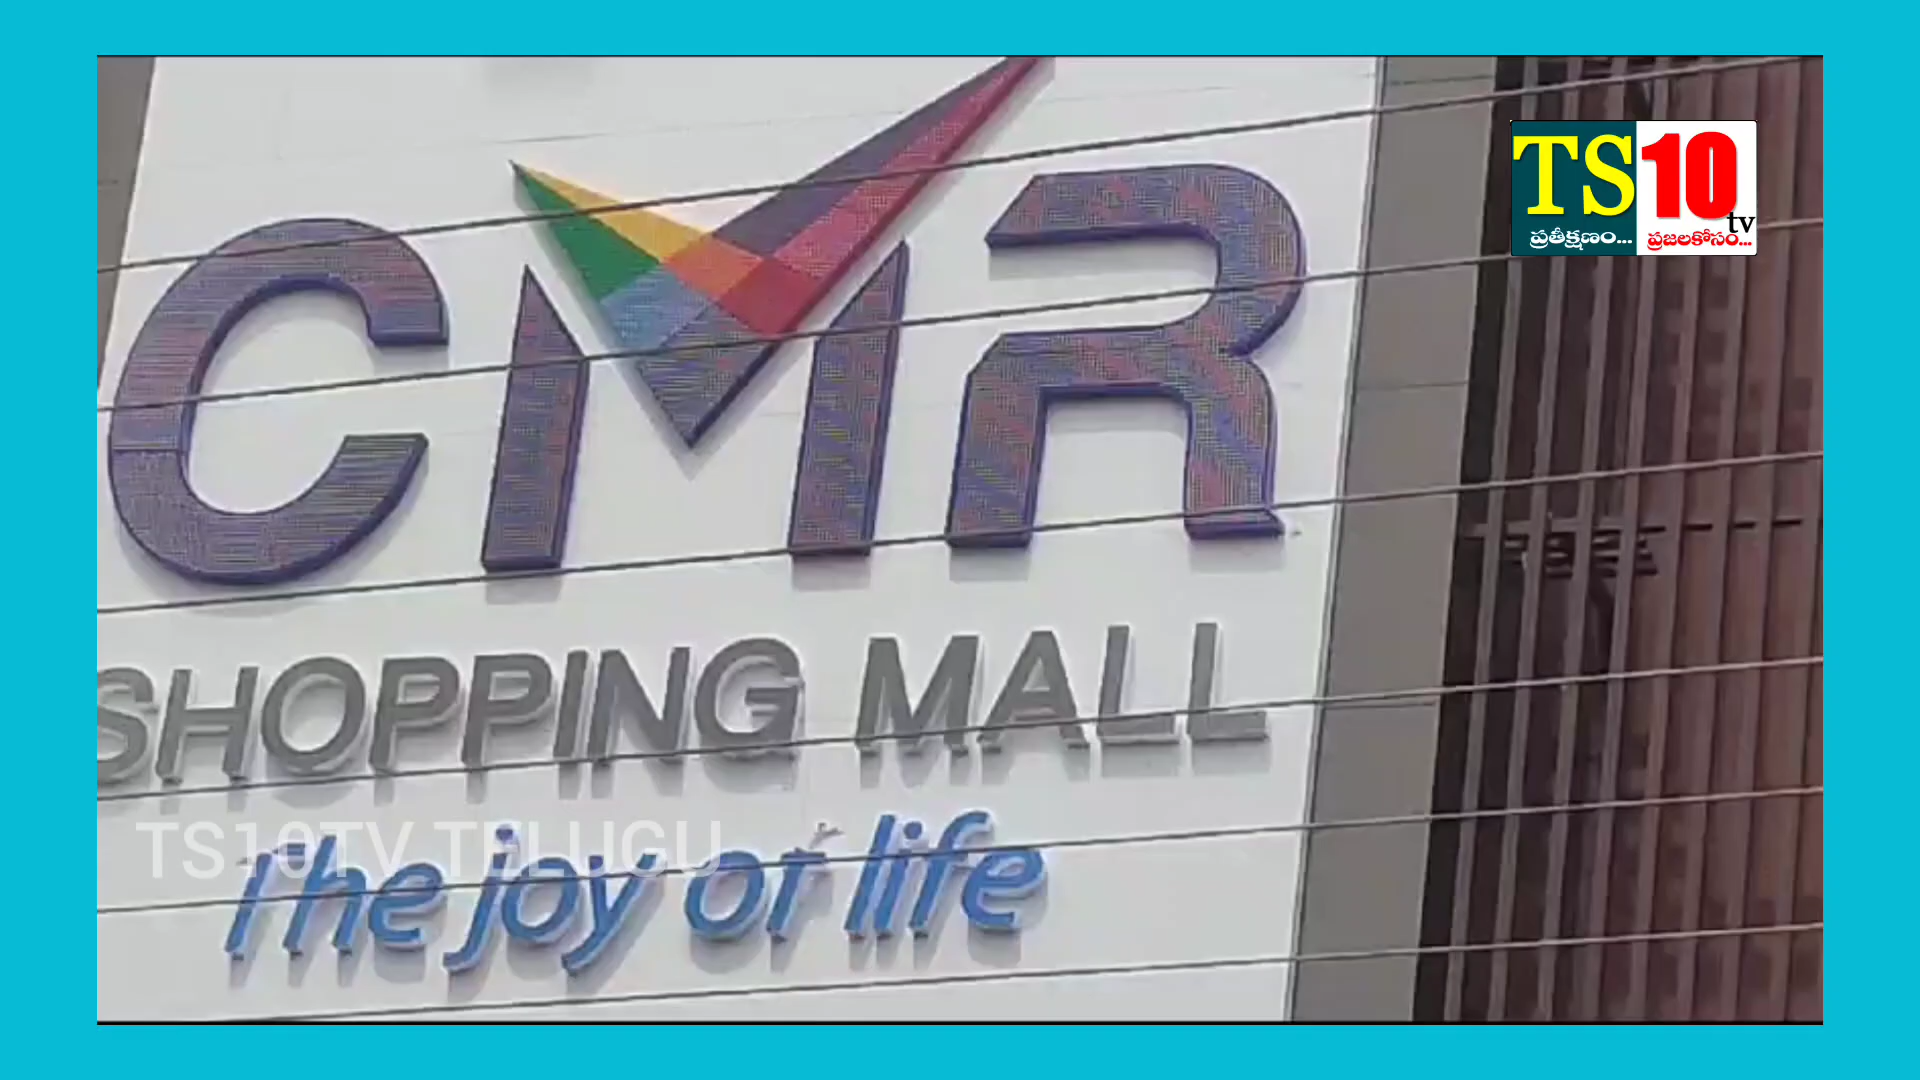 TS10
tv
ప్రతీక్షణం... ప్రజలకోసం...
CMR
SHOPPING MALL
TS10TV TELUGU
The joy of life